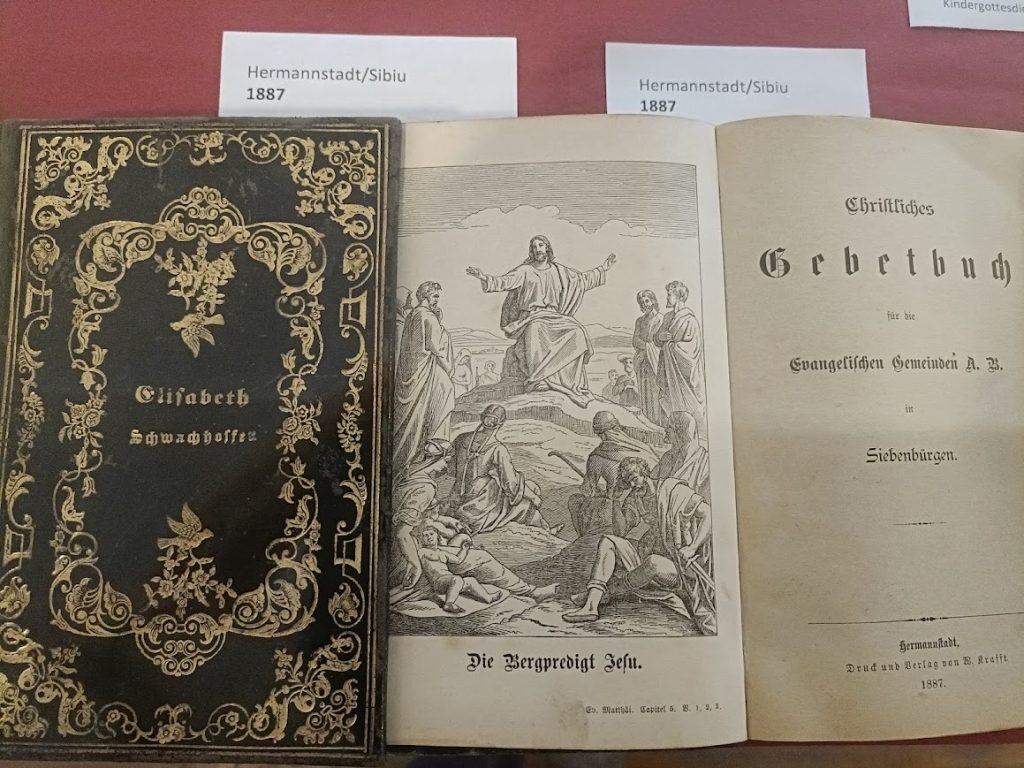 Kindergottesdie
Hermannstadt/Sibiu
1887
Hermannstadt/Sibiu
1887
Elisabeth
Schwachhoffer
Die Bergpredigt Jesu.
Ev. Matthäi. Capitel 5. V. 1, 2, 3.
Christliches
Gebetbuch
für die
Evangelischen Gemeinden A. B.
in
Siebenbürgen.
Hermannstadt,
Druck und Verlag von W. Krafft
1887.